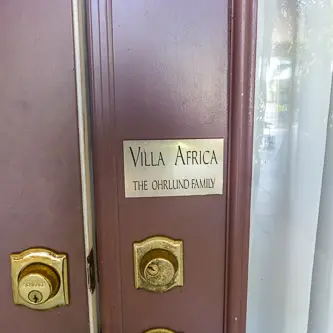 VILLA AFRICA
THE OHRLUND FAMILY